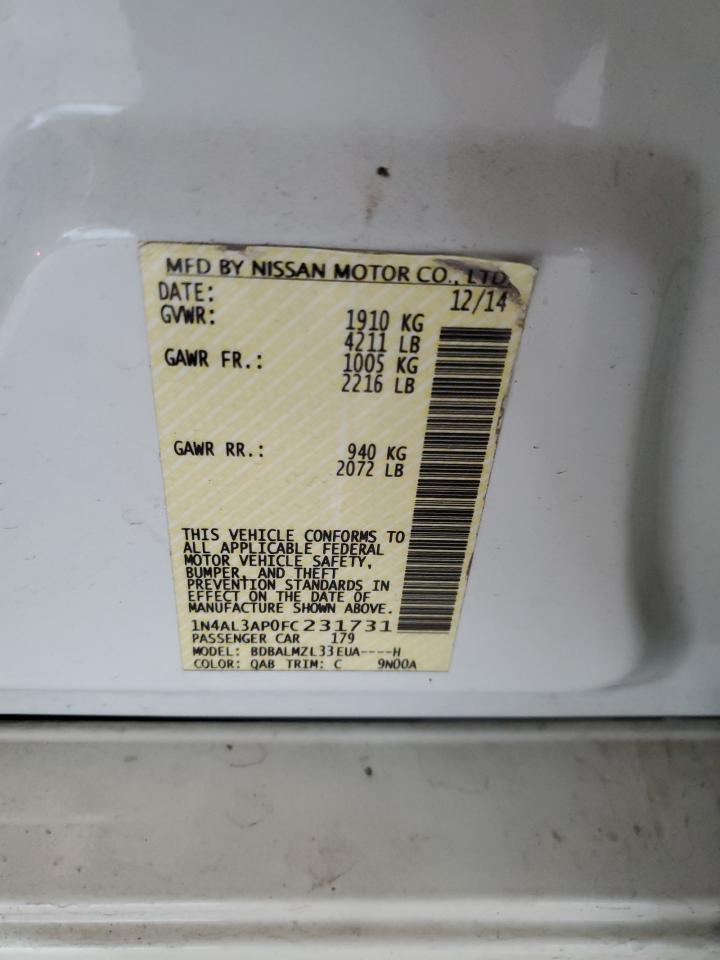 MFD BY NISSAN MOTOR CO., LTD.
DATE: 12/14
GVWR: 1910 KG
4211 LB
GAWR FR.: 1005 KG
2216 LB
GAWR RR.: 940 KG
2072 LB
THIS VEHICLE CONFORMS TO
ALL APPLICABLE FEDERAL
MOTOR VEHICLE SAFETY,
BUMPER, AND THEFT
PREVENTION STANDARDS IN
EFFECT ON THE DATE OF
MANUFACTURE SHOWN ABOVE.
1N4AL3AP0FC231731
PASSENGER CAR 179
MODEL: BDBALMZL33EUA----H
COLOR: QAB TRIM: C 9N00A